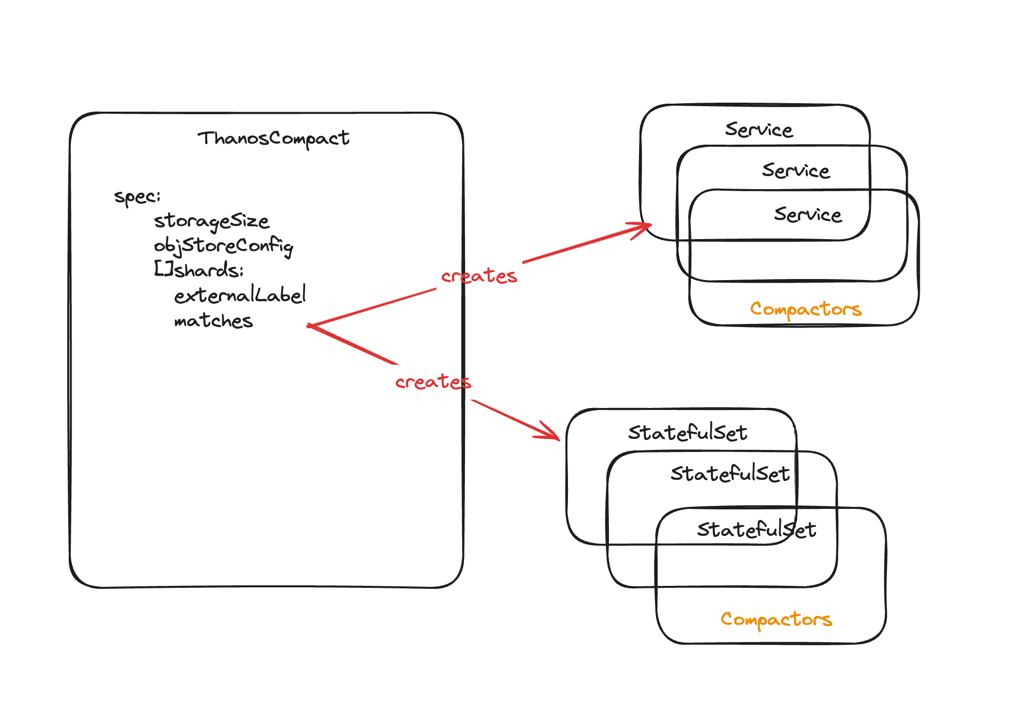 ThanosCompact
spec:
storageSize
objStoreConfig
[]shards:
externalLabel
matches
creates
creates
Service
Service
Service
Compactors
StatefulSet
StatefulSet
StatefulSet
Compactors